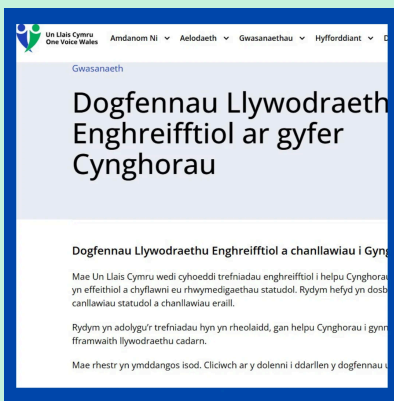 Un Llais Cymru
One Voice Wales
Amdanom Ni Aelodaeth Gwasanaethau Hyfforddiant
Gwasanaeth
Dogfennau Llywodraeth
Enghreifftiol ar gyfer
Cynghorau
Dogfennau Llywodraethu Enghreifftiol a chanllawiau i
Mae Un Llais Cymru wedi cyhoeddi trefniadau enghreifftiol i helpu
yn effeithiol a chyflawni eu rhwymedigaethau statudol. Rydym hefyd yn
canllawiau statudol a chanllawiau eraill.
Rydym yn adolygu'r trefniadau hyn yn rheolaidd, gan helpu Cynghorau i
fframwaith llywodraethu cadarn.
Mae rhestr yn ymddangos isod. Cliciwch ar y dolenni i ddarllen y dogfennau